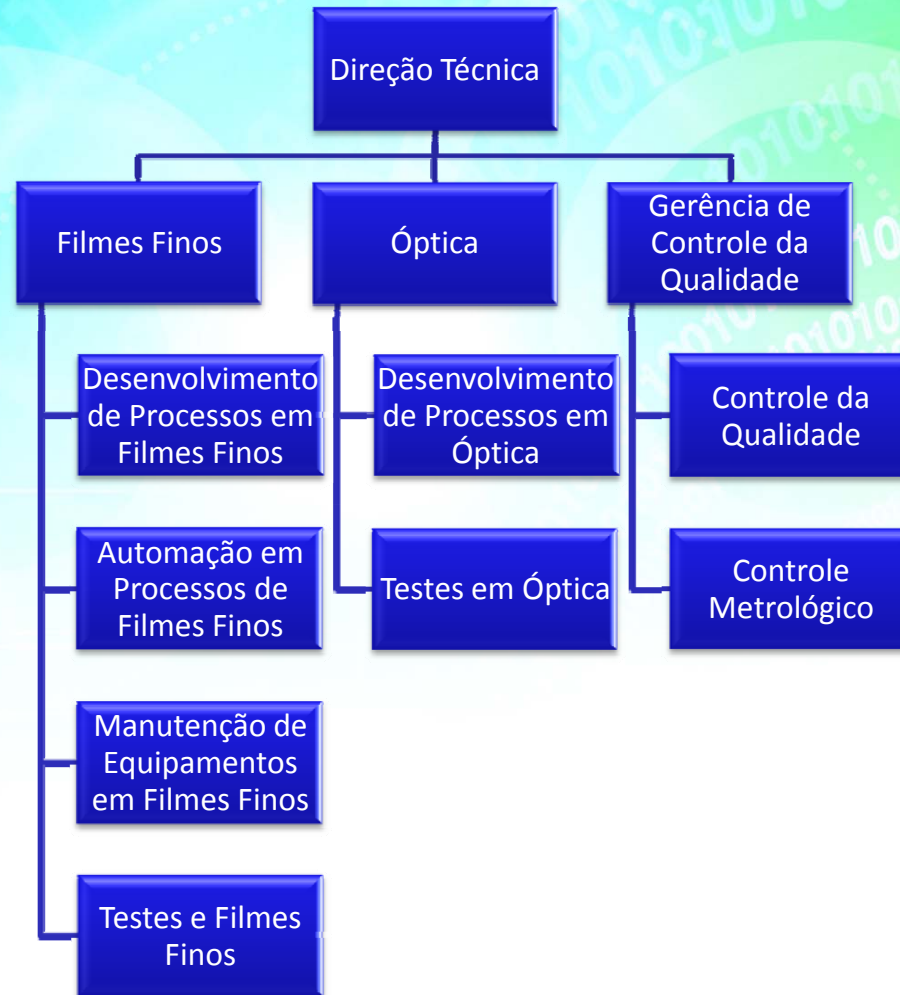 Direção Técnica
Filmes Finos
Óptica
Gerência de
Controle da
Qualidade
Desenvolvimento
de Processos em
Filmes Finos
Automação em
Processos de
Filmes Finos
Manutenção de
Equipamentos
em Filmes Finos
Testes e Filmes
Finos
Desenvolvimento
de Processos em
Óptica
Testes em Óptica
Controle da
Qualidade
Controle
Metrológico